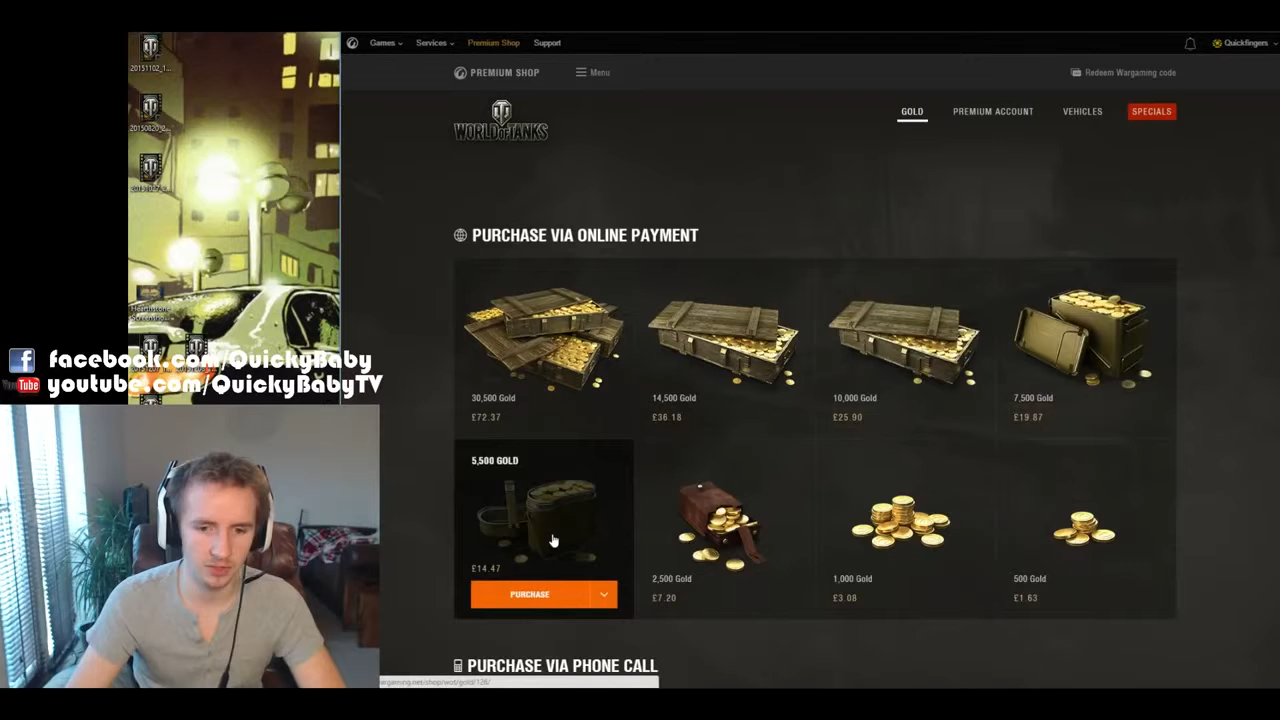 Games
Services
Premium Shop
Support
Quickfingers
PREMIUM SHOP
Menu
Redeem Wargaming code
WORLD OF TANKS
GOLD
PREMIUM ACCOUNT
VEHICLES
SPECIALS
PURCHASE VIA ONLINE PAYMENT
30,500 Gold
£72.37
14,500 Gold
£36.18
10,000 Gold
£25.90
7,500 Gold
£19.87
5,500 GOLD
£14.47
PURCHASE
2,500 Gold
£7.20
1,000 Gold
£3.08
500 Gold
£1.63
PURCHASE VIA PHONE CALL
facebook.com/QuickyBaby
youtube.com/QuickyBabyTV